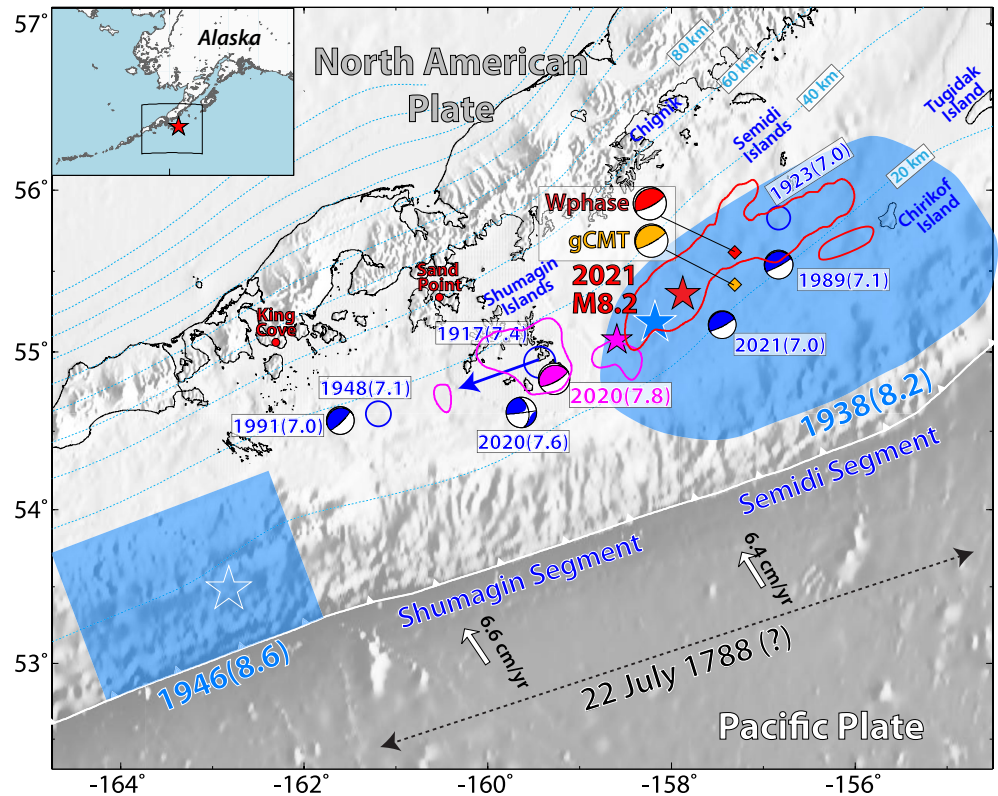 57°
56°
55°
54°
53°
-164°
-162°
-160°
-158°
-156°
Alaska
North American
Plate
80 km
60 km
40 km
20 km
Chignik
Semidi
Islands
Tugidak
Island
1923(7.0)
Chirikof
Island
Wphase
gCMT
2021
M8.2
1989(7.1)
2021(7.0)
Sand
Point
Shumagin
Islands
King
Cove
1917(7.4)
1948(7.1)
1991(7.0)
2020(7.8)
2020(7.6)
1938(8.2)
Semidi Segment
Shumagin Segment
6.4 cm/yr
6.6 cm/yr
1946(8.6)
22 July 1788 (?)
Pacific Plate